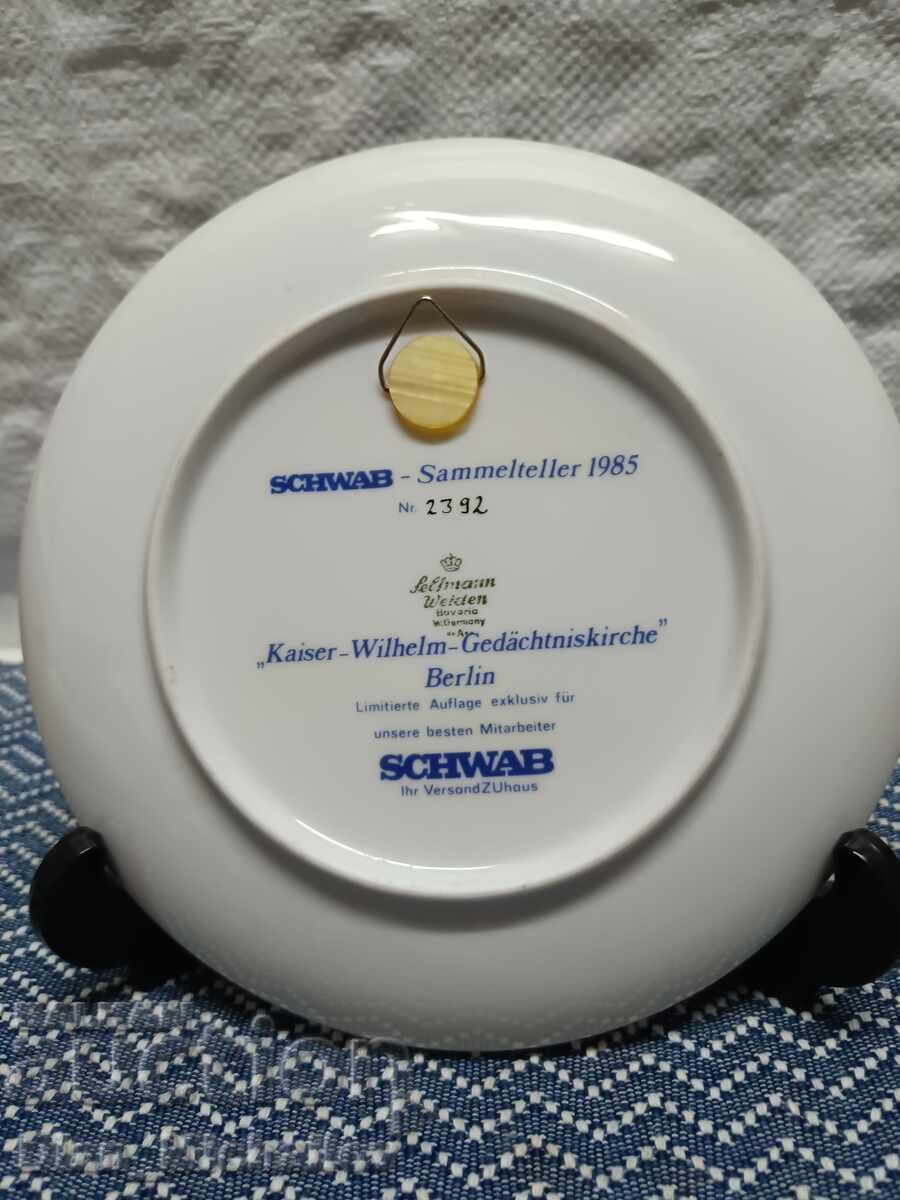 SCHWAB - Sammelteller 1985
Nr. 2392
Seltmann
Weiden
Bavaria
W.Germany
„Kaiser-Wilhelm-Gedächtniskirche”
Berlin
Limitierte Auflage exklusiv für
unsere besten Mitarbeiter
SCHWAB
Ihr VersandZUhaus
auction